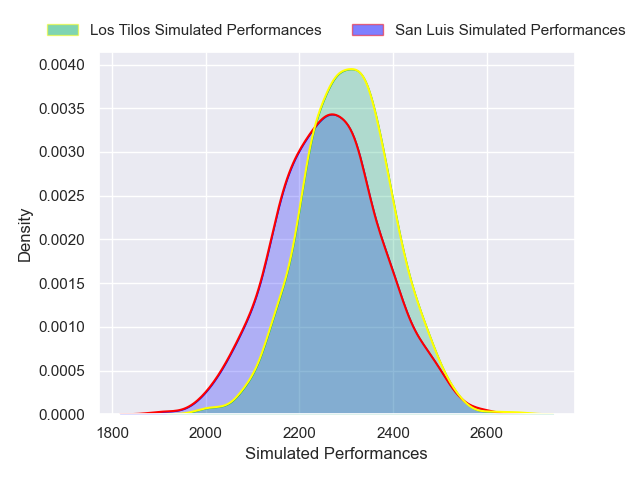 Los Tilos Simulated Performances San Luis Simulated Performances
0.0040
0.0035
0.0030
0.0025
0.0020
0.0015
0.0010
0.0005
0.0000
Density
1800 2000 2200 2400 2600
Simulated Performances